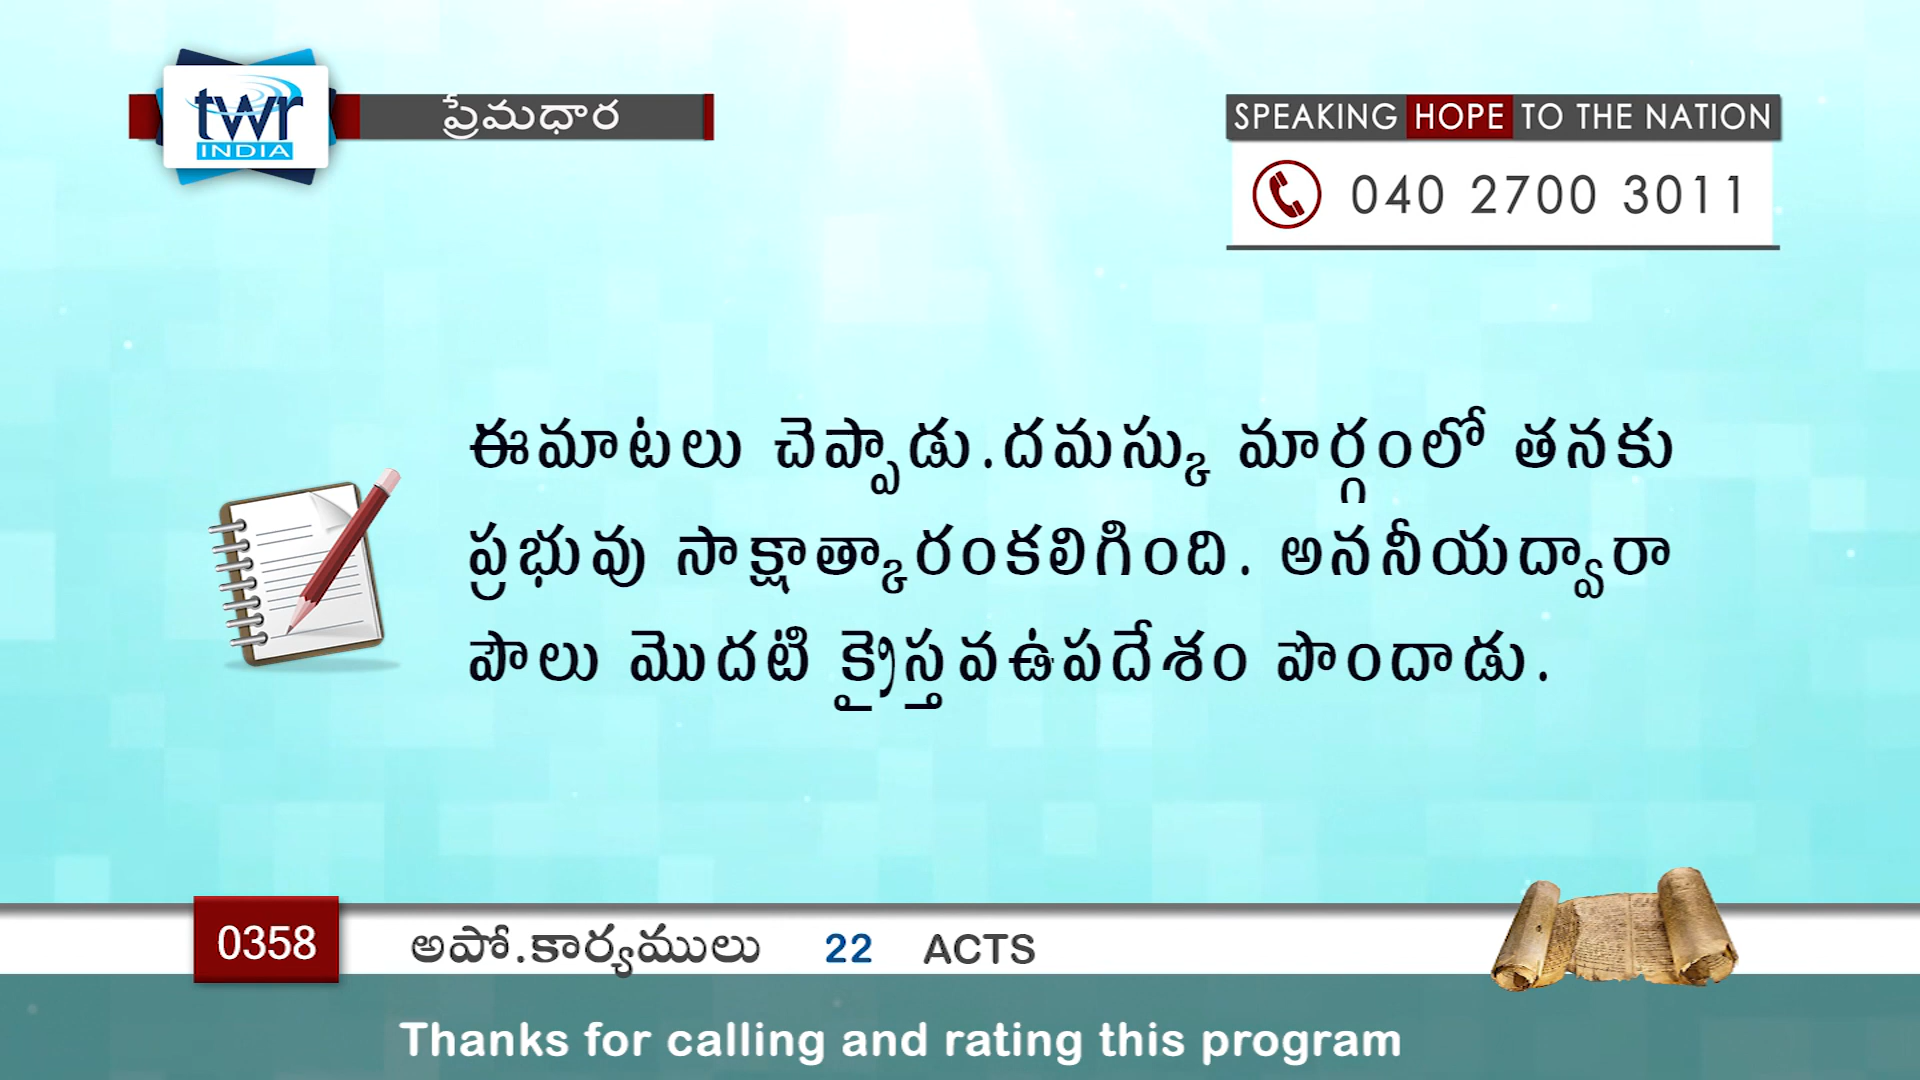 twr
INDIA
ప్రేమధార
SPEAKING HOPE TO THE NATION
040 2700 3011
ఈమాటలు చెప్పాడు.దమస్కు మార్గంలో తనకు
ప్రభువు సాక్షాత్కారంకలిగింది. అననీయద్వారా
పౌలు మొదటి క్రైస్తవఉపదేశం పొందాడు.
0358 అపో.కార్యములు 22 ACTS
Thanks for calling and rating this program